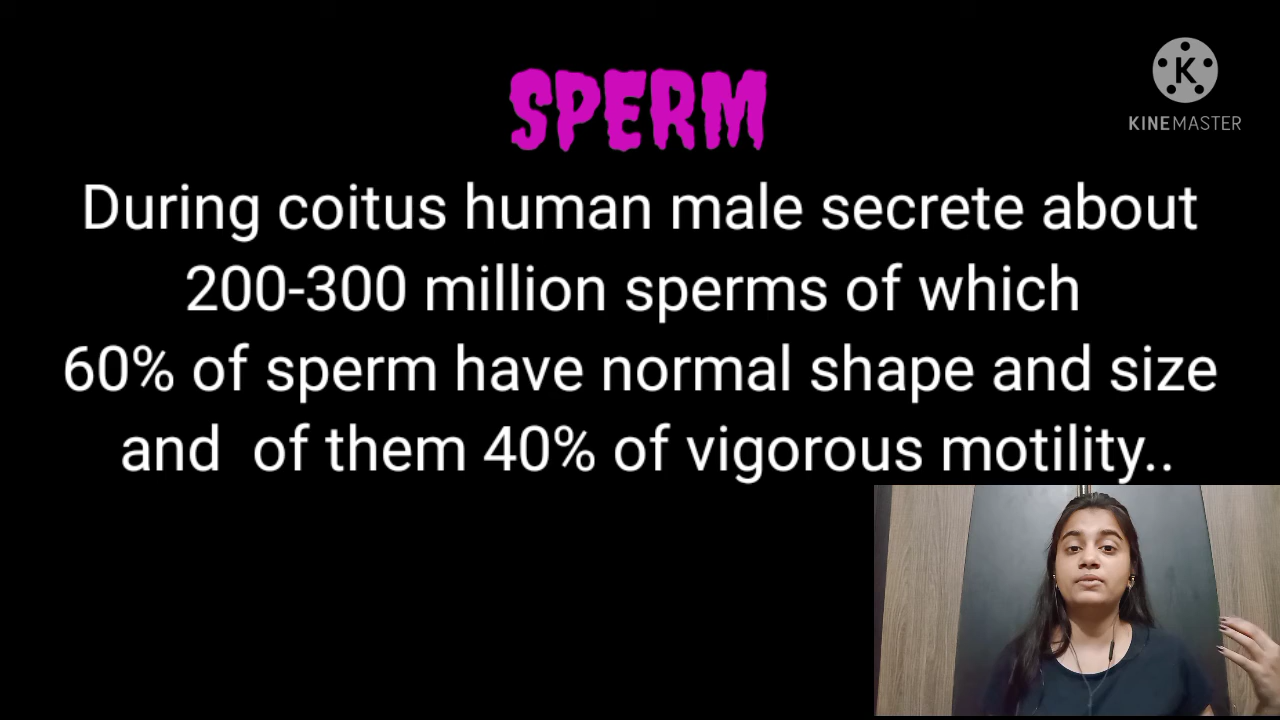 SPERM
K
KINEMASTER
During coitus human male secrete about
200-300 million sperms of which
60% of sperm have normal shape and size
and  of them 40% of vigorous motility..